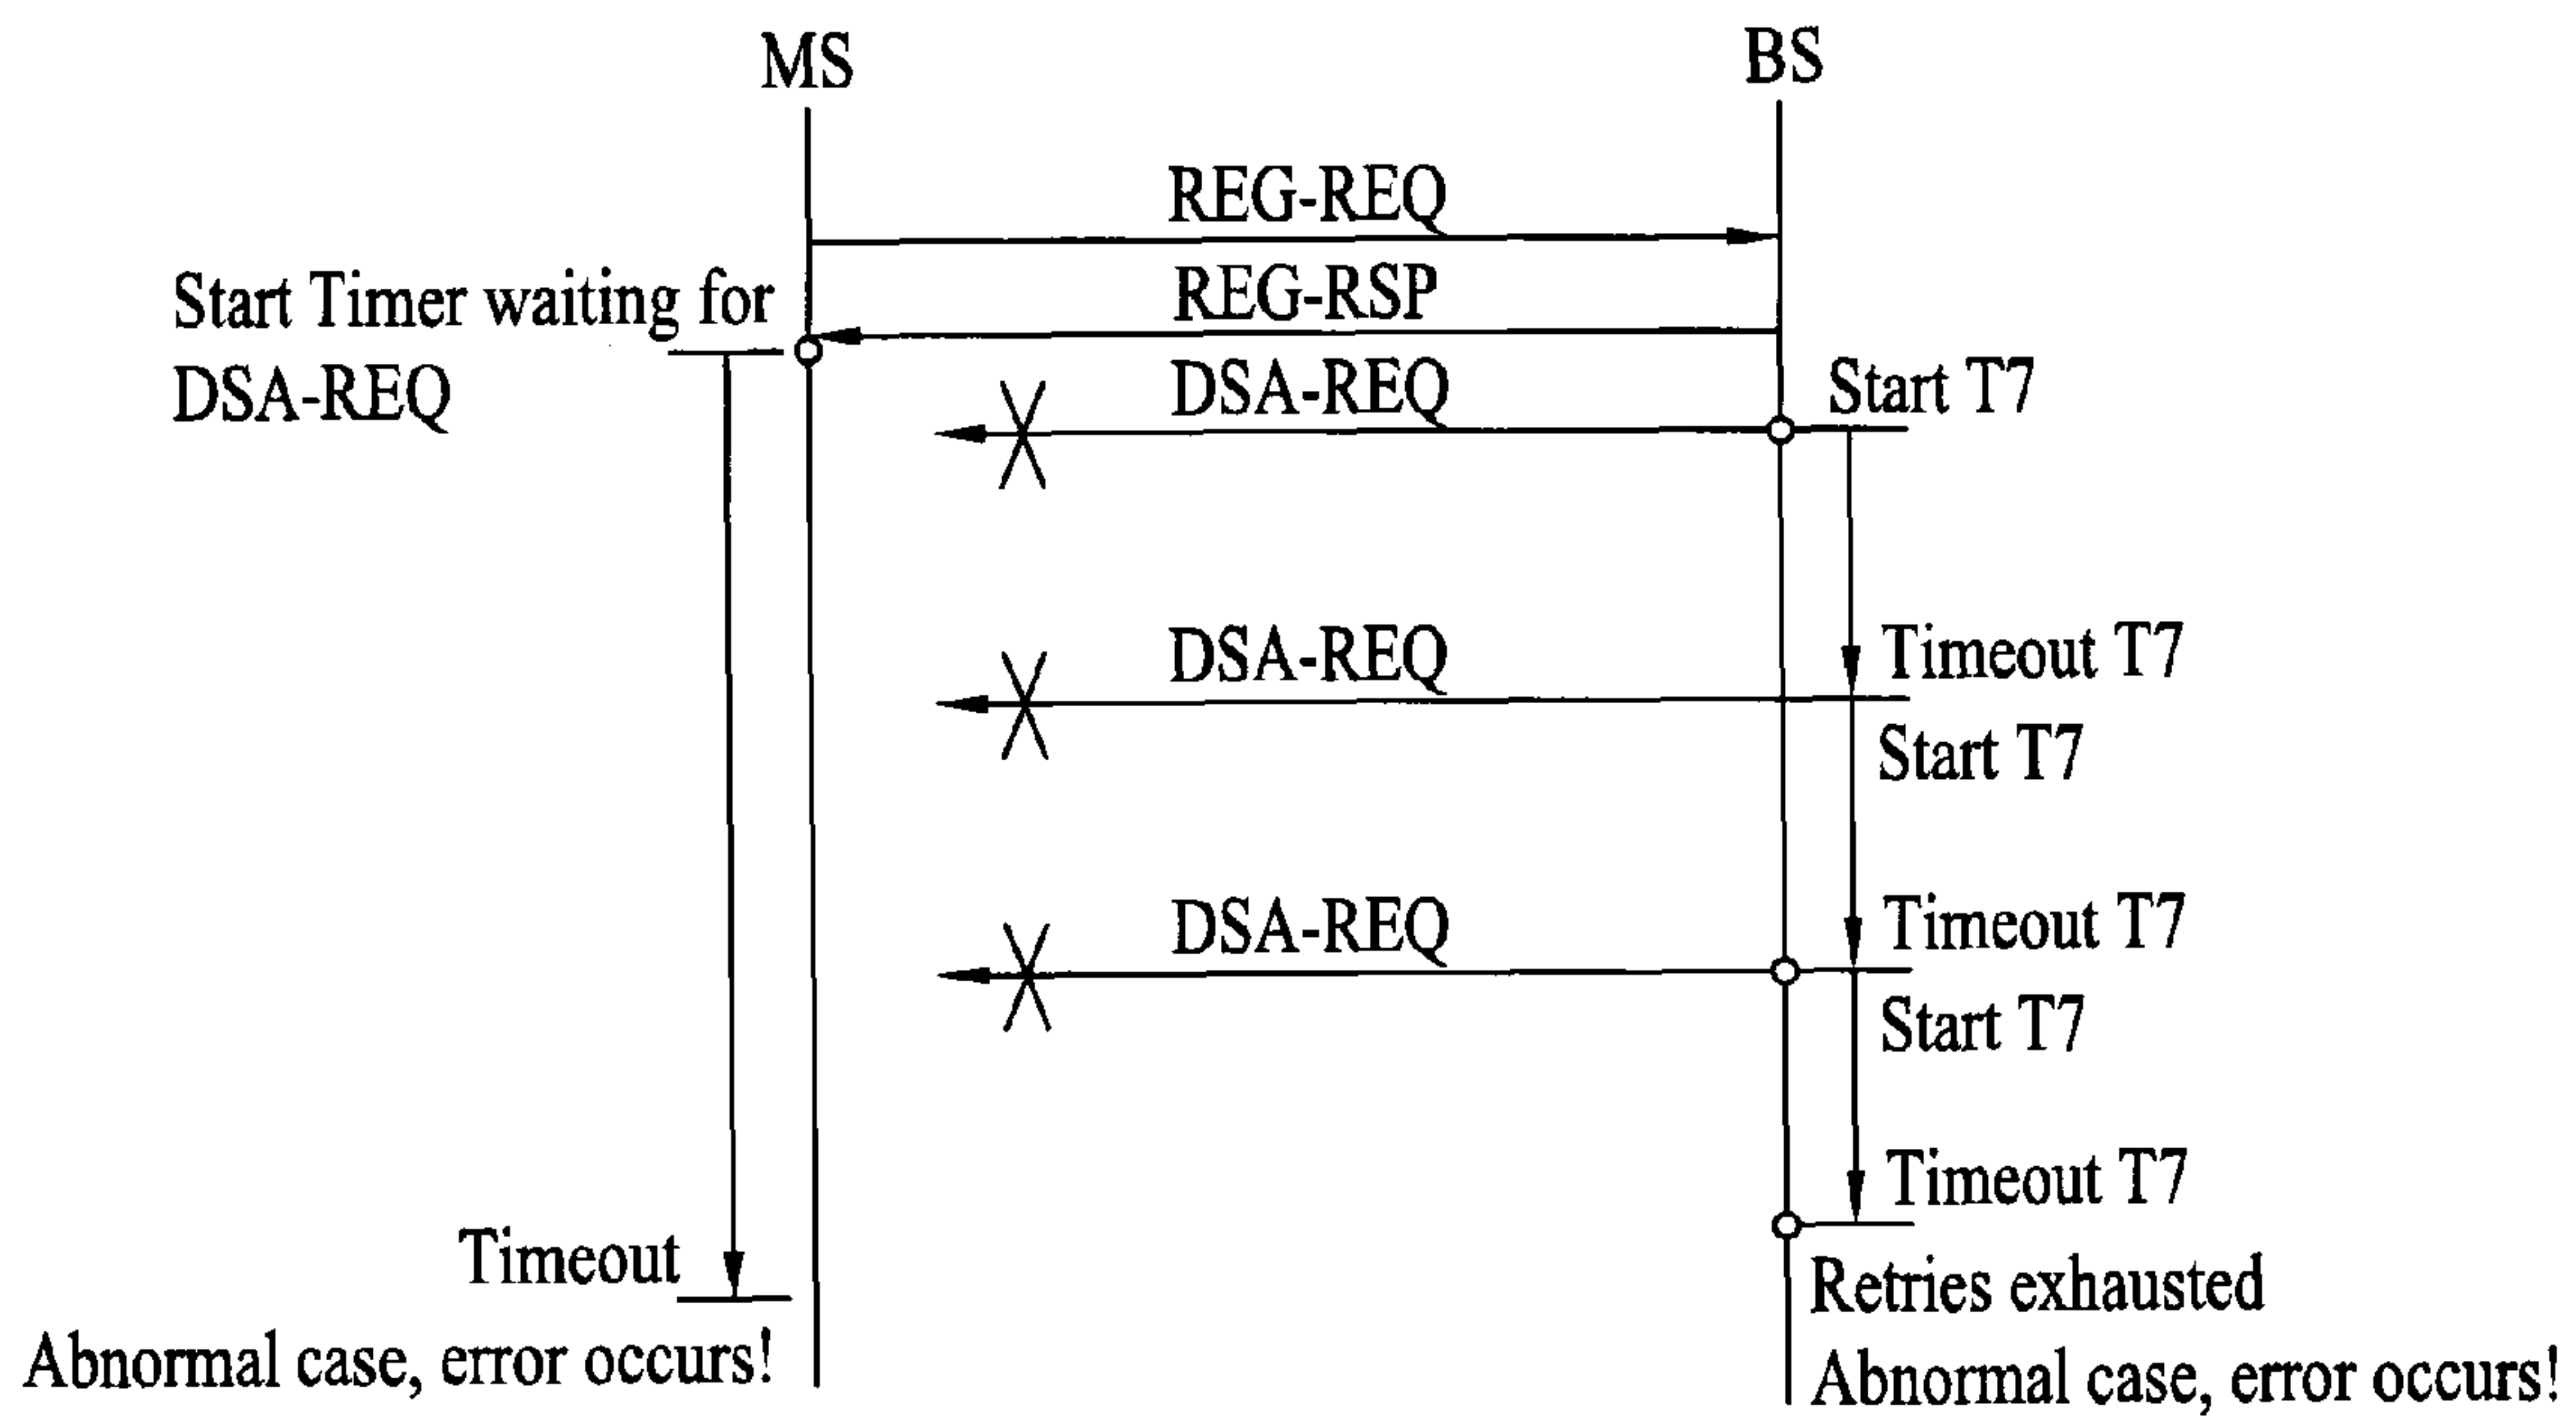 MS
BS
REG-REQ
Start Timer waiting for
DSA-REQ
REG-RSP
DSA-REQ
Start T7
DSA-REQ
Timeout T7
Start T7
DSA-REQ
Timeout T7
Start T7
Timeout T7
Timeout
Abnormal case, error occurs!
Retries exhausted
Abnormal case, error occurs!